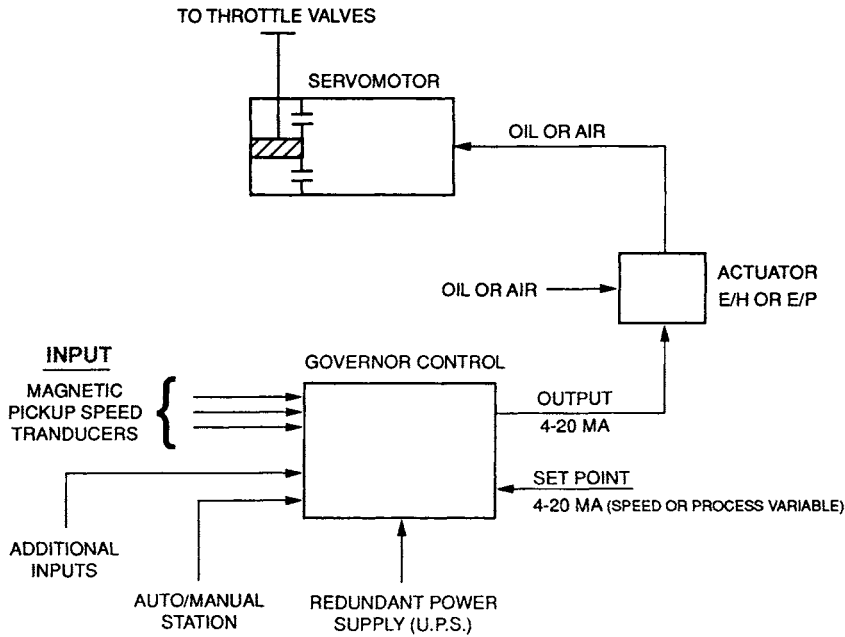 TO THROTTLE VALVES
SERVOMOTOR
OIL OR AIR
ACTUATOR
E/H OR E/P
OIL OR AIR
INPUT
MAGNETIC
PICKUP SPEED
TRANDUCERS
GOVERNOR CONTROL
OUTPUT
4-20 MA
SET POINT
4-20 MA (SPEED OR PROCESS VARIABLE)
ADDITIONAL
INPUTS
AUTO/MANUAL
STATION
REDUNDANT POWER
SUPPLY (U.P.S.)